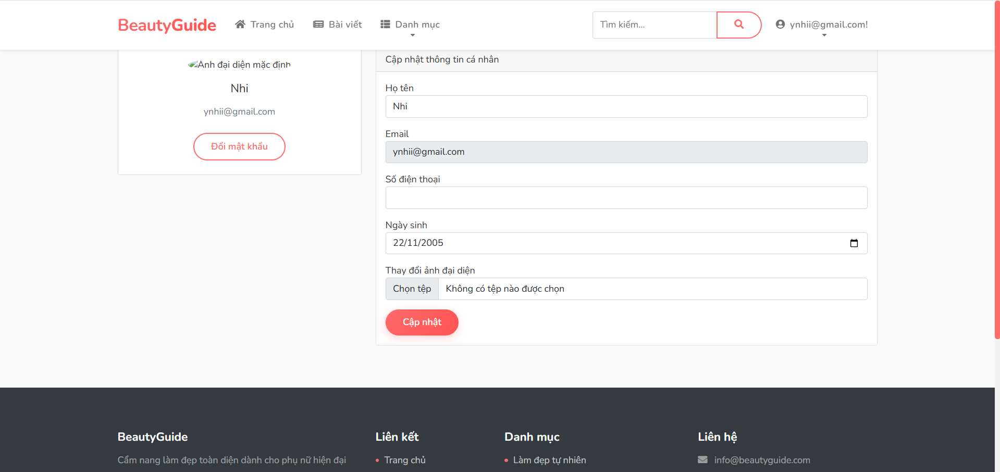 BeautyGuide
Trang chủ
Bài viết
Danh mục
Tìm kiếm...
ynhii@gmail.com!
Ảnh đại diện mặc định
Nhi
ynhii@gmail.com
Đổi mật khẩu
Cập nhật thông tin cá nhân
Họ tên
Nhi
Email
ynhii@gmail.com
Số điện thoại
Ngày sinh
22/11/2005
Thay đổi ảnh đại diện
Chọn tệp Không có tệp nào được chọn
Cập nhật
BeautyGuide
Cẩm nang làm đẹp toàn diện dành cho phụ nữ hiện đại
Liên kết
Trang chủ
Danh mục
Làm đẹp tự nhiên
Liên hệ
info@beautyguide.com